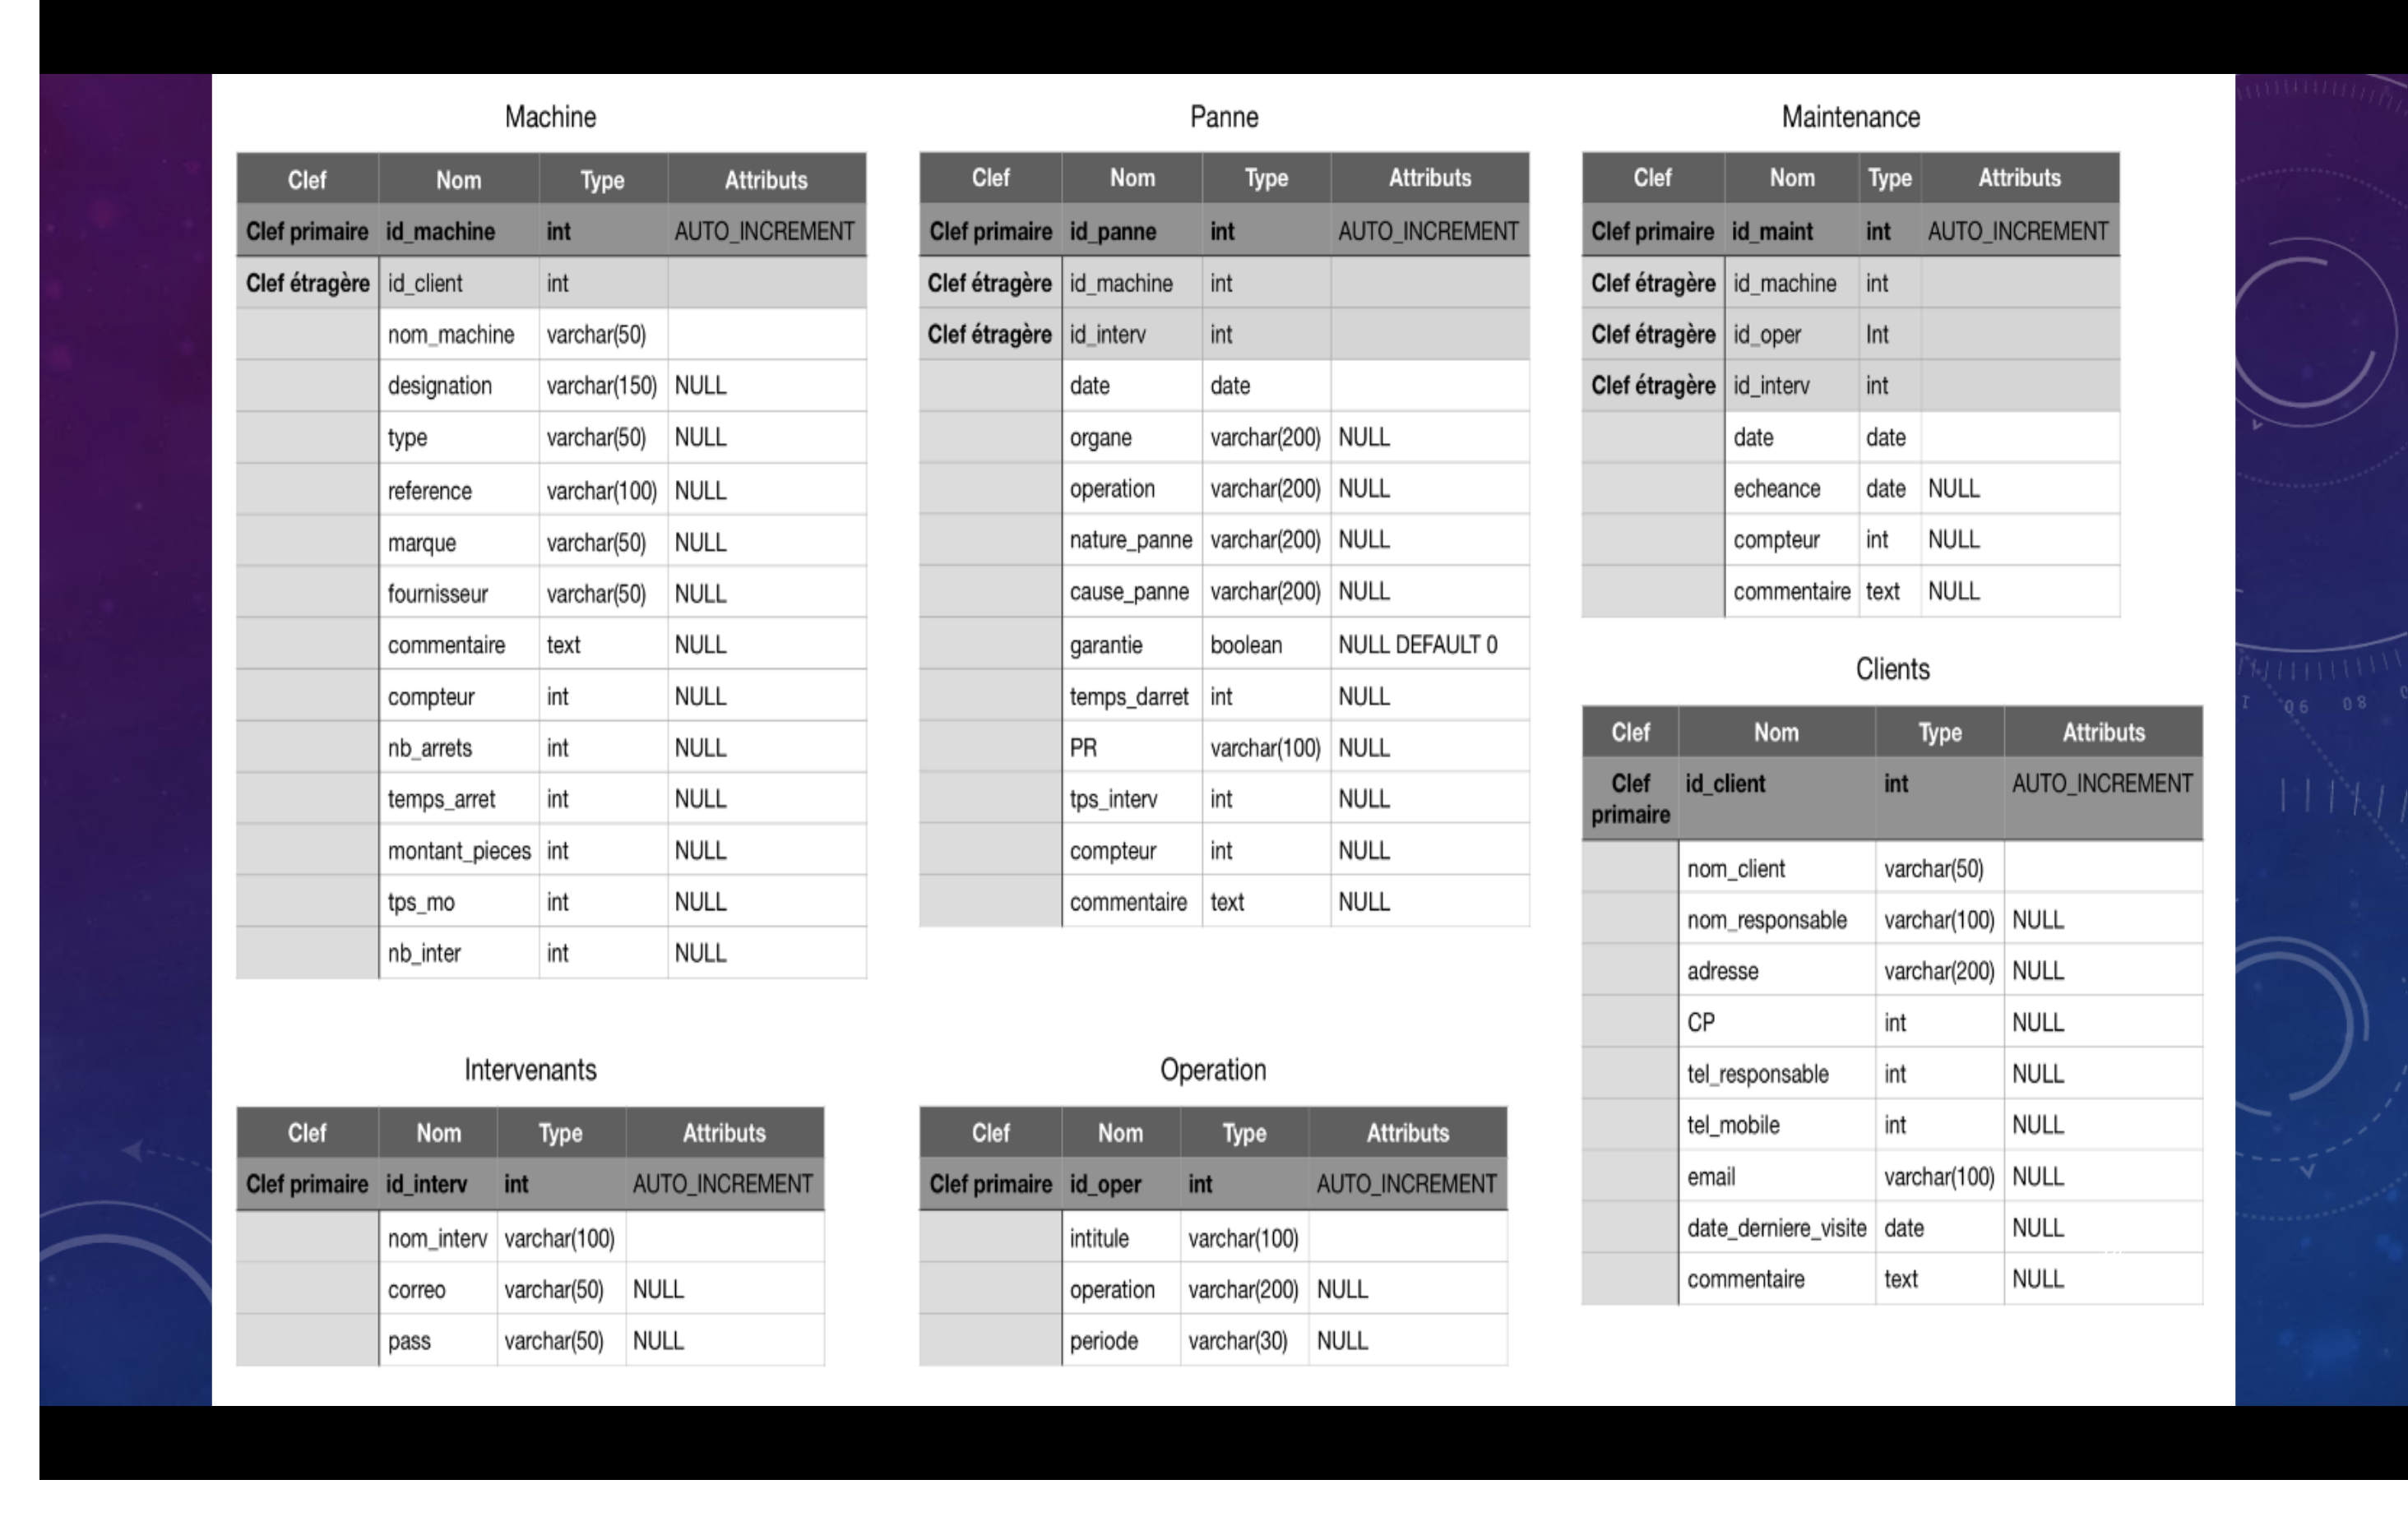 Machine
Clef Nom Type Attributs
Clef primaire id_machine int AUTO_INCREMENT
Clef étragère id_client int
nom_machine varchar(50)
designation varchar(150) NULL
type varchar(50) NULL
reference varchar(100) NULL
marque varchar(50) NULL
fournisseur varchar(50) NULL
commentaire text NULL
compteur int NULL
nb_arrets int NULL
temps_arret int NULL
montant_pieces int NULL
tps_mo int NULL
nb_inter int NULL
Panne
Clef Nom Type Attributs
Clef primaire id_panne int AUTO_INCREMENT
Clef étragère id_machine int
Clef étragère id_interv int
date date
organe varchar(200) NULL
operation varchar(200) NULL
nature_panne varchar(200) NULL
cause_panne varchar(200) NULL
garantie boolean NULL DEFAULT 0
temps_darret int NULL
PR varchar(100) NULL
tps_interv int NULL
compteur int NULL
commentaire text NULL
Maintenance
Clef Nom Type Attributs
Clef primaire id_maint int AUTO_INCREMENT
Clef étragère id_machine int
Clef étragère id_oper Int
Clef étragère id_interv int
date date
echeance date NULL
compteur int NULL
commentaire text NULL
Clients
Clef Nom Type Attributs
Clef primaire id_client int AUTO_INCREMENT
nom_client varchar(50)
nom_responsable varchar(100) NULL
adresse varchar(200) NULL
CP int NULL
tel_responsable int NULL
tel_mobile int NULL
email varchar(100) NULL
date_derniere_visite date NULL
commentaire text NULL
Intervenants
Clef Nom Type Attributs
Clef primaire id_interv int AUTO_INCREMENT
nom_interv varchar(100)
correo varchar(50) NULL
pass varchar(50) NULL
Operation
Clef Nom Type Attributs
Clef primaire id_oper int AUTO_INCREMENT
intitule varchar(100)
operation varchar(200) NULL
periode varchar(30) NULL